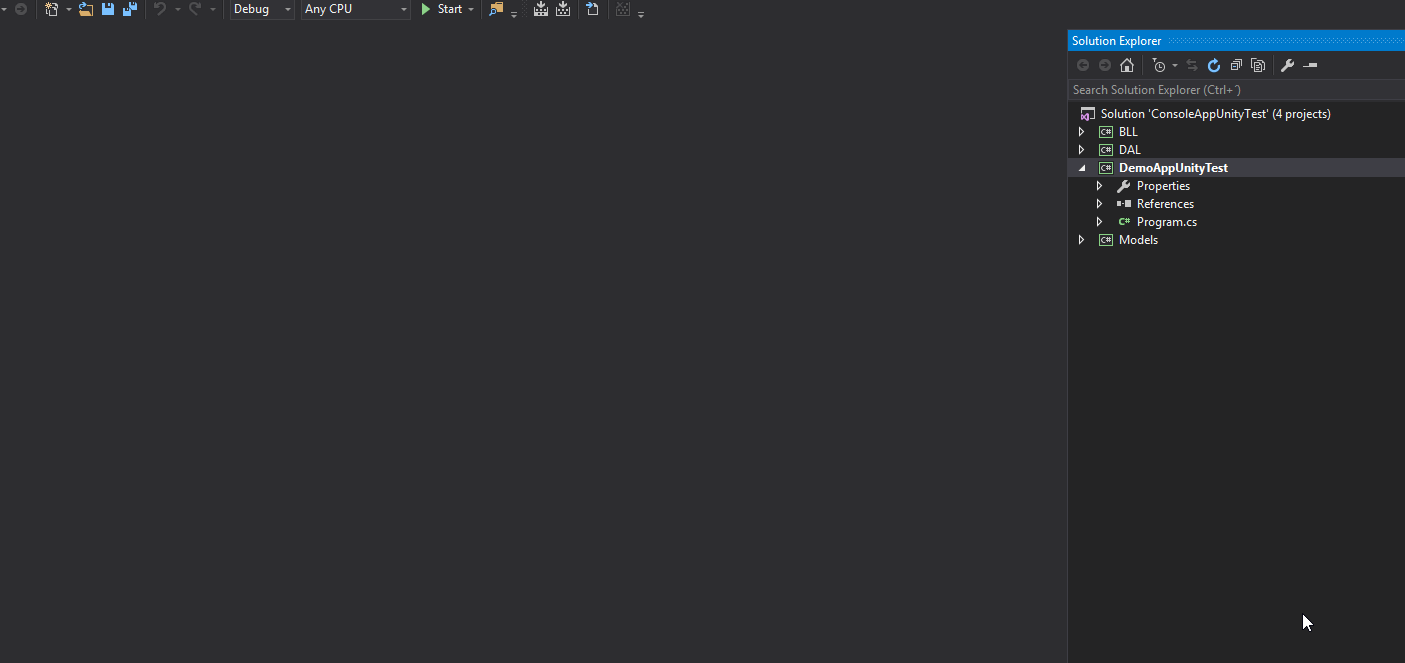 Debug Any CPU Start
Solution Explorer
Search Solution Explorer (Ctrl+´)
Solution 'ConsoleAppUnityTest' (4 projects)
C# BLL
C# DAL
C# DemoAppUnityTest
Properties
References
C# Program.cs
C# Models